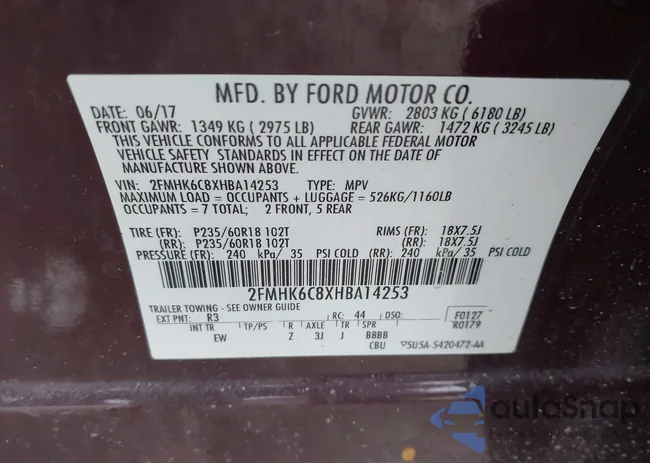 MFD. BY FORD MOTOR CO.
DATE: 06/17 GVWR: 2803 KG ( 6180 LB)
FRONT GAWR: 1349 KG ( 2975 LB) REAR GAWR: 1472 KG ( 3245 LB)
THIS VEHICLE CONFORMS TO ALL APPLICABLE FEDERAL MOTOR
VEHICLE SAFETY STANDARDS IN EFFECT ON THE DATE OF
MANUFACTURE SHOWN ABOVE.
VIN: 2FMHK6C8XHBA14253 TYPE: MPV
MAXIMUM LOAD = OCCUPANTS + LUGGAGE = 526KG/1160LB
OCCUPANTS = 7 TOTAL; 2 FRONT, 5 REAR
TIRE (FR): P235/60R18 102T RIMS (FR): 18X7.5J
(RR): P235/60R18 102T (RR): 18X7.5J
PRESSURE (FR): 240 kPa/ 35 PSI COLD (RR): 240 kPa/ 35 PSI COLD
2FMHK6C8XHBA14253
TRAILER TOWING - SEE OWNER GUIDE F0127
EXT PNT: R3 RC: 44 DSO: R0179
INT TR TP/PS R AXLE TR SPR
EW Z 3J J BBBB
CBU 5U5A-5420472-AA
autoSnap